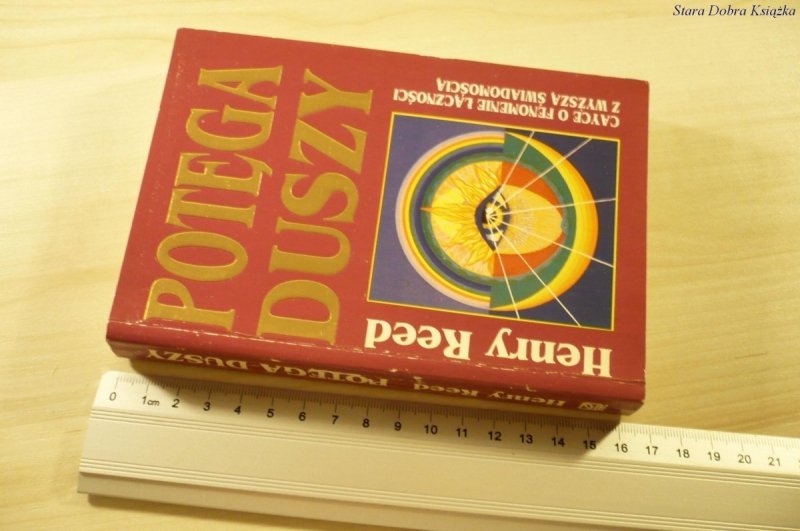 Stara Dobra Książka
Henry Reed
POTĘGA
DUSZY
CAYCE O FENOMENIE ŁĄCZNOŚCI
Z WYŻSZĄ ŚWIADOMOŚCIĄ
Henry Reed POTĘGA DUSZY
0 1cm 2 3 4 5 6 7 8 9 10 11 12 13 14 15 16 17 18 19 20 21